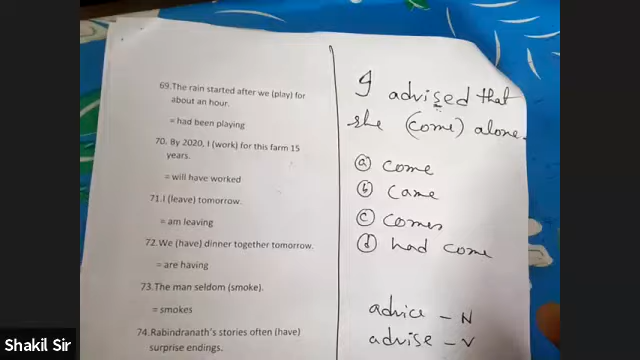 69.The rain started after we (play) for
about an hour.
= had been playing
70. By 2020, I (work) for this farm 15
years.
= will have worked
71.I (leave) tomorrow.
= am leaving
72.We (have) dinner together tomorrow.
= are having
73.The man seldom (smoke).
= smokes
74.Rabindranath's stories often (have)
surprise endings.
I advised that
she (come) alone.
a come
b came
c comes
d had come
advice - N
advise - V
Shakil Sir